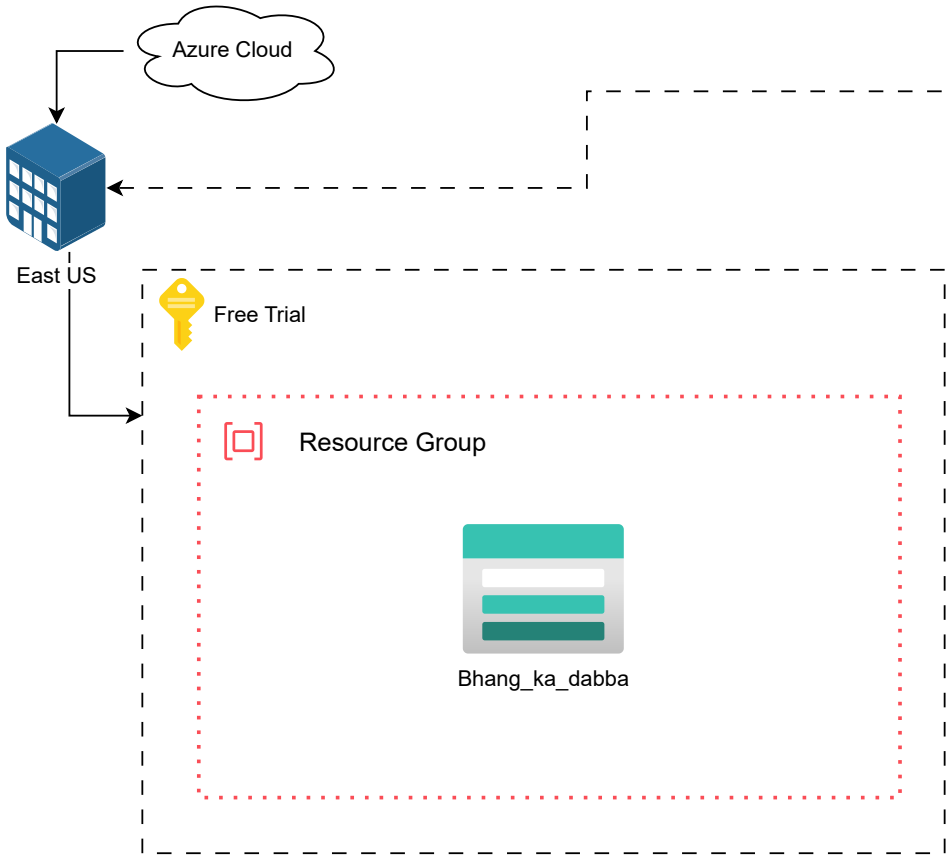 Azure Cloud
East US
Free Trial
Resource Group
Bhang_ka_dabba